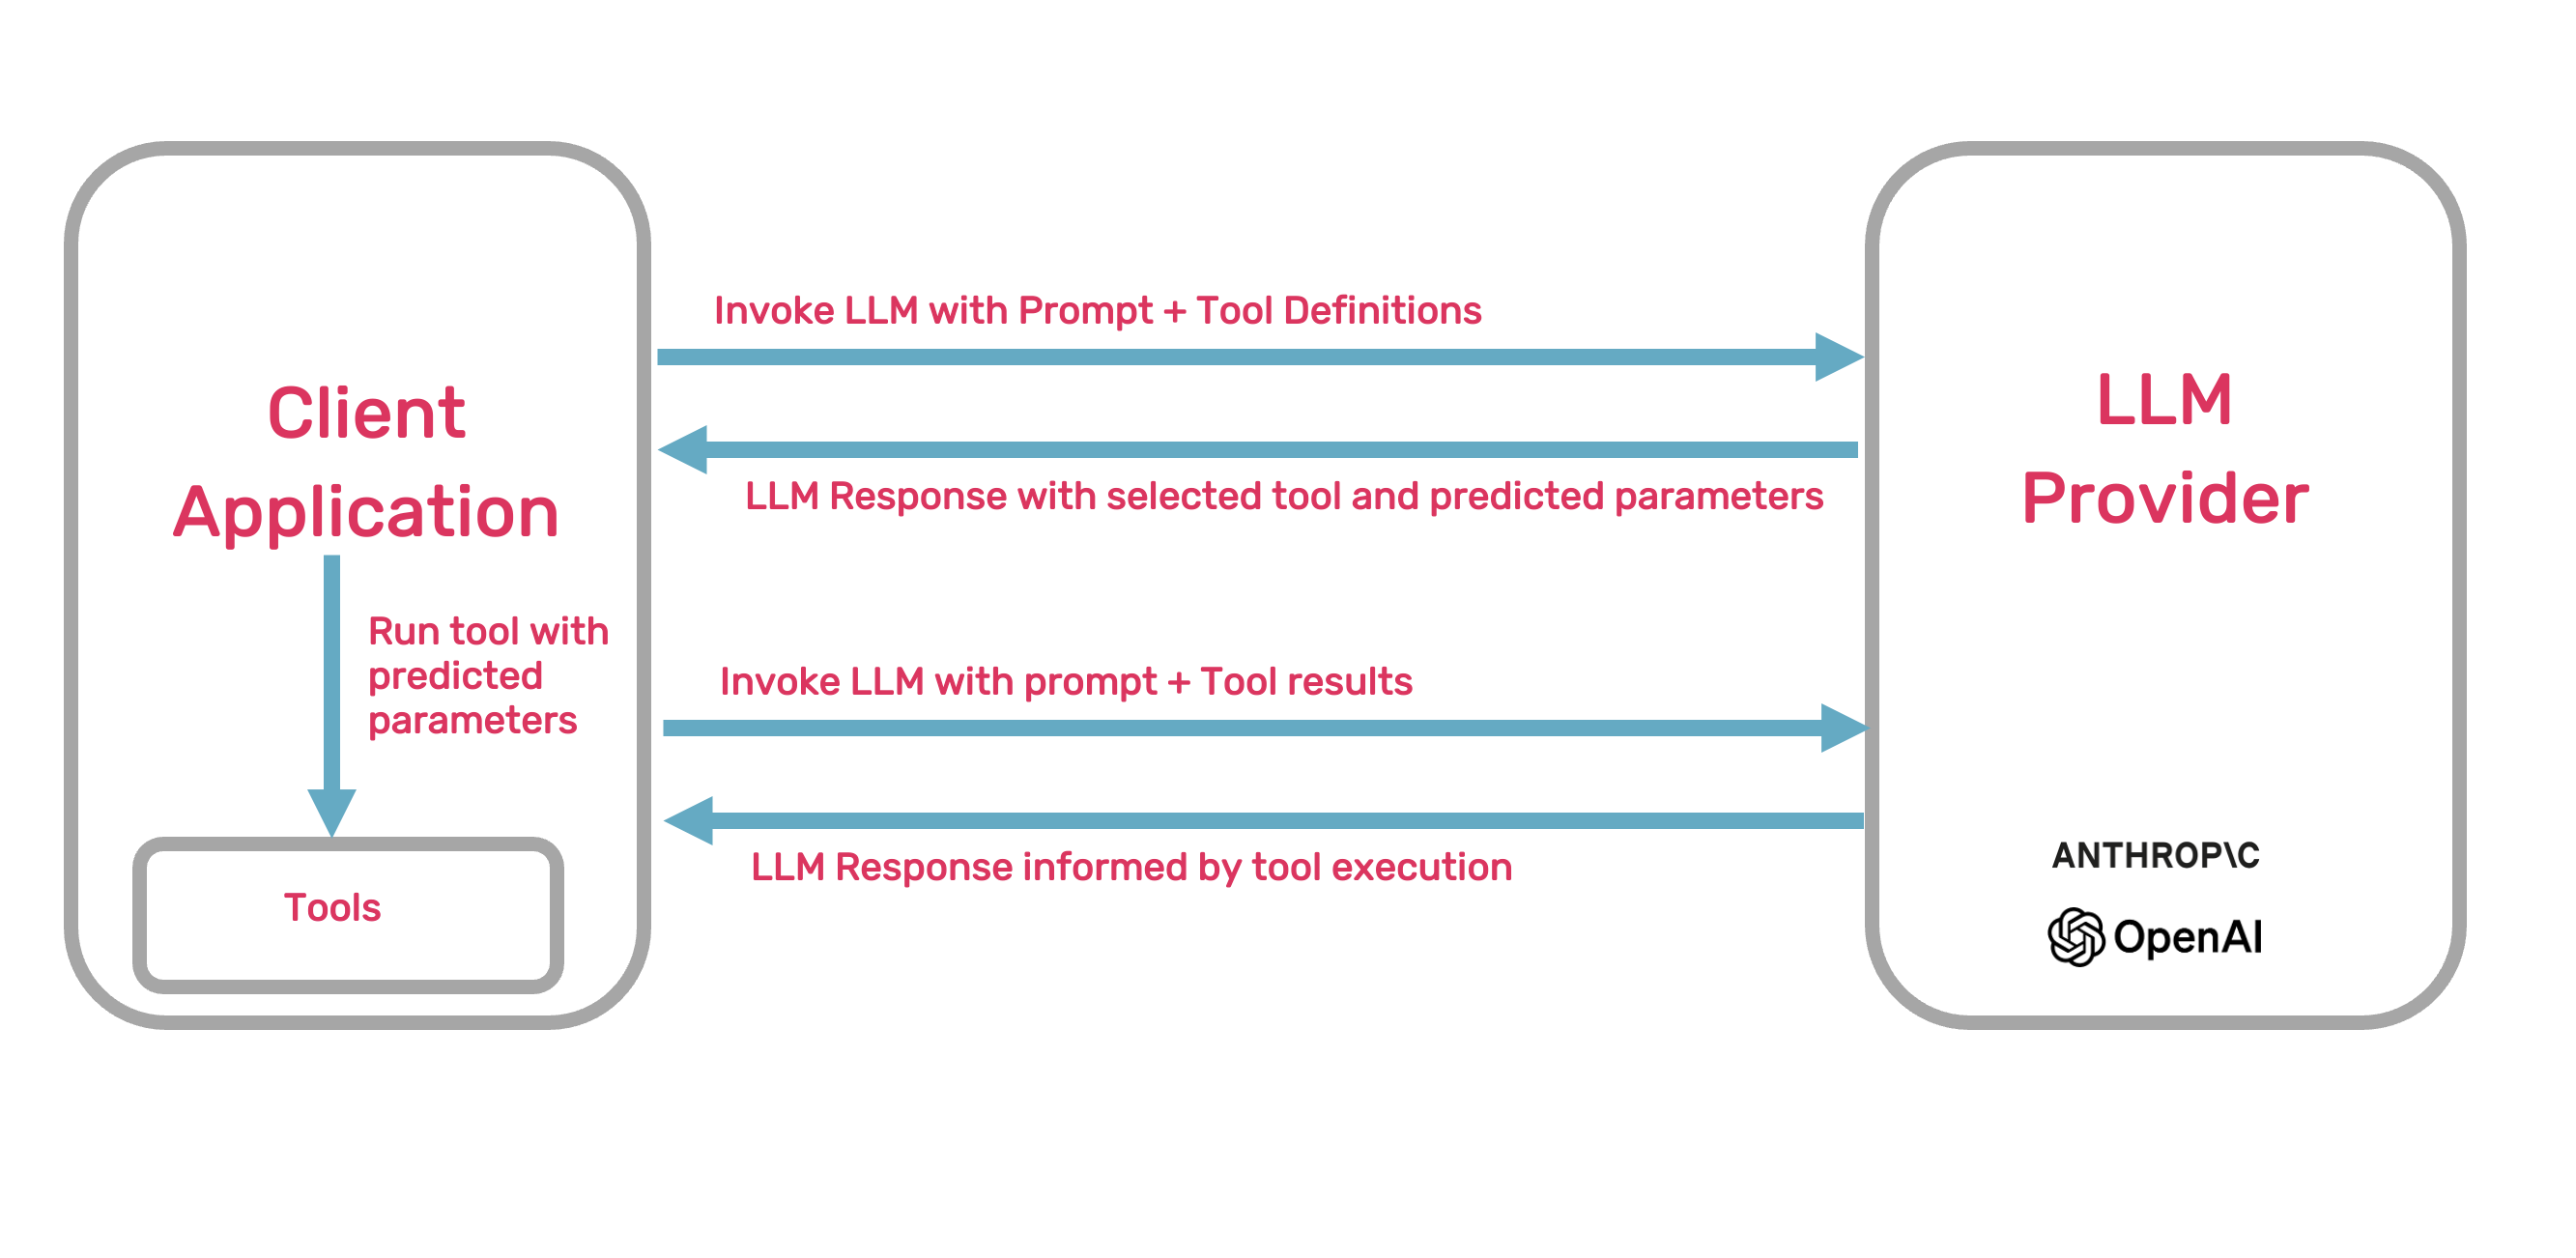 Invoke LLM with Prompt + Tool Definitions
Client
Application
LLM
Provider
LLM Response with selected tool and predicted parameters
Run tool with
predicted
parameters
Invoke LLM with prompt + Tool results
LLM Response informed by tool execution
Tools
ANTHROP\C
OpenAI